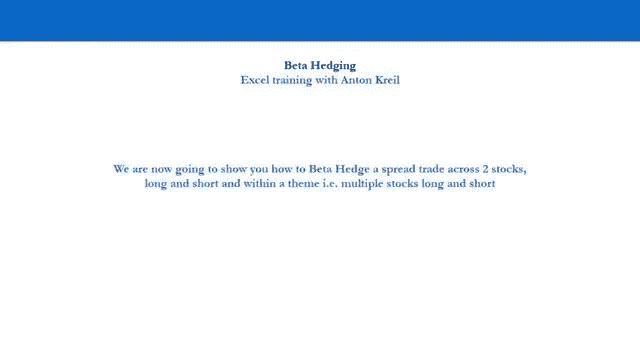 Beta Hedging
Excel training with Anton Kreil
We are now going to show you how to Beta Hedge a spread trade across 2 stocks,
long and short and within a theme i.e. multiple stocks long and short